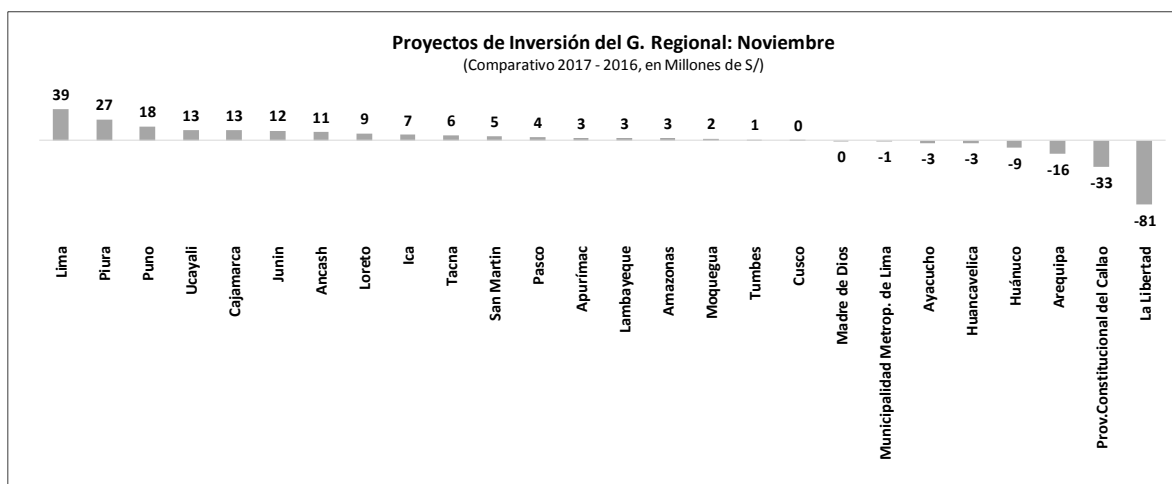 Proyectos de Inversión del G. Regional: Noviembre
(Comparativo 2017 - 2016, en Millones de S/)
39 27 18 13 13 12 11 9 7 6 5 4 3 3 3 2 1 0
0 -1 -3 -3 -9 -16 -33 -81
Lima
Piura
Puno
Ucayali
Cajamarca
Junin
Ancash
Loreto
Ica
Tacna
San Martin
Pasco
Apurímac
Lambayeque
Amazonas
Moquegua
Tumbes
Cusco
Madre de Dios
Municipalidad Metrop. de Lima
Ayacucho
Huancavelica
Huánuco
Arequipa
Prov.Constitucional del Callao
La Libertad